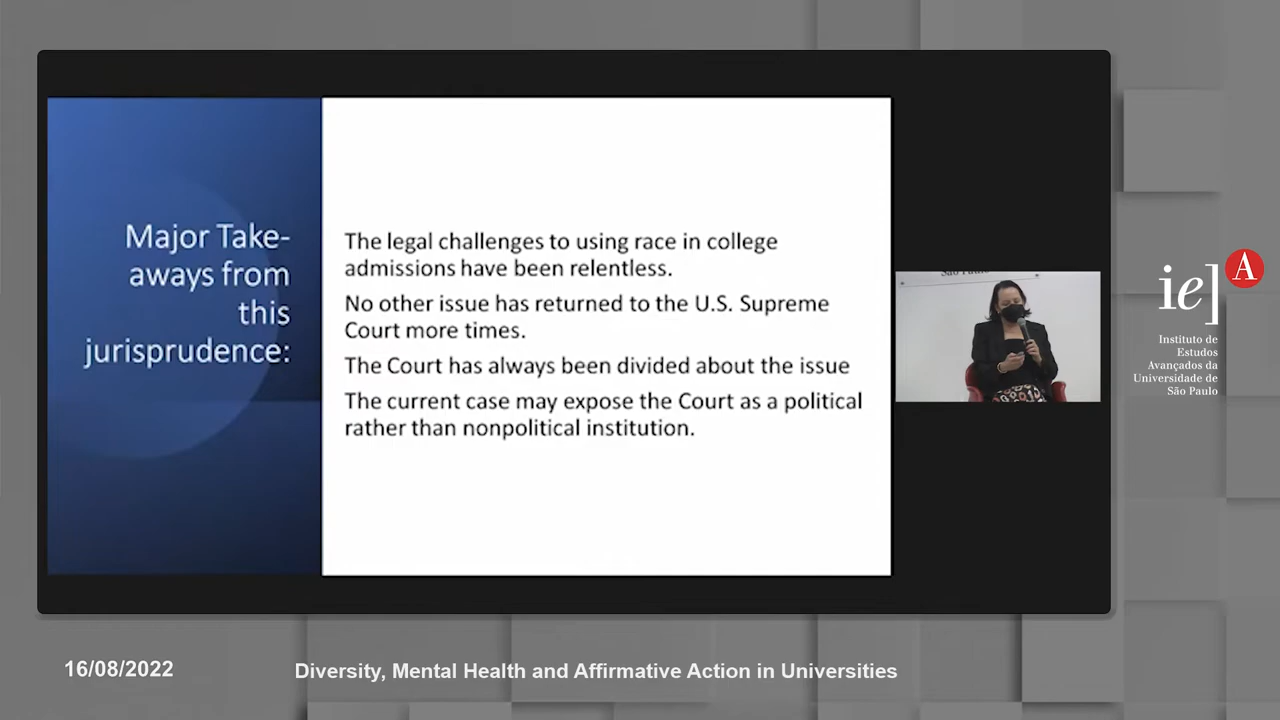 Major Take-
aways from
this
jurisprudence:
The legal challenges to using race in college
admissions have been relentless.
No other issue has returned to the U.S. Supreme
Court more times.
The Court has always been divided about the issue
The current case may expose the Court as a political
rather than nonpolitical institution.
São Paulo
ie]
A
Instituto de
Estudos
Avançados da
Universidade de
São Paulo
16/08/2022
Diversity, Mental Health and Affirmative Action in Universities